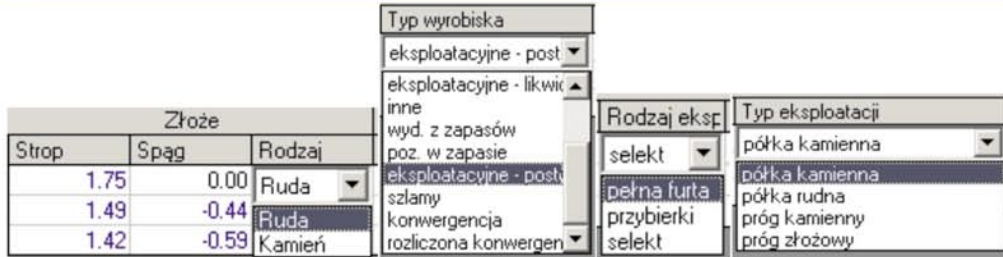 Złoże
Strop Spąg Rodzaj
1.75 0.00 Ruda
1.49 -0.44 Ruda
1.42 -0.59 Kamień
Typ wyrobiska
eksploatacyjne - post
eksploatacyjne - likwid
inne
wyd. z zapasów
poz. w zapasie
eksploatacyjne - postę
szlamy
konwergencja
rozliczona konwergen
Rodzaj eksp
selekt
pełna furta
przybierki
selekt
Typ eksploatacji
półka kamienna
półka kamienna
półka rudna
próg kamienny
próg złożowy